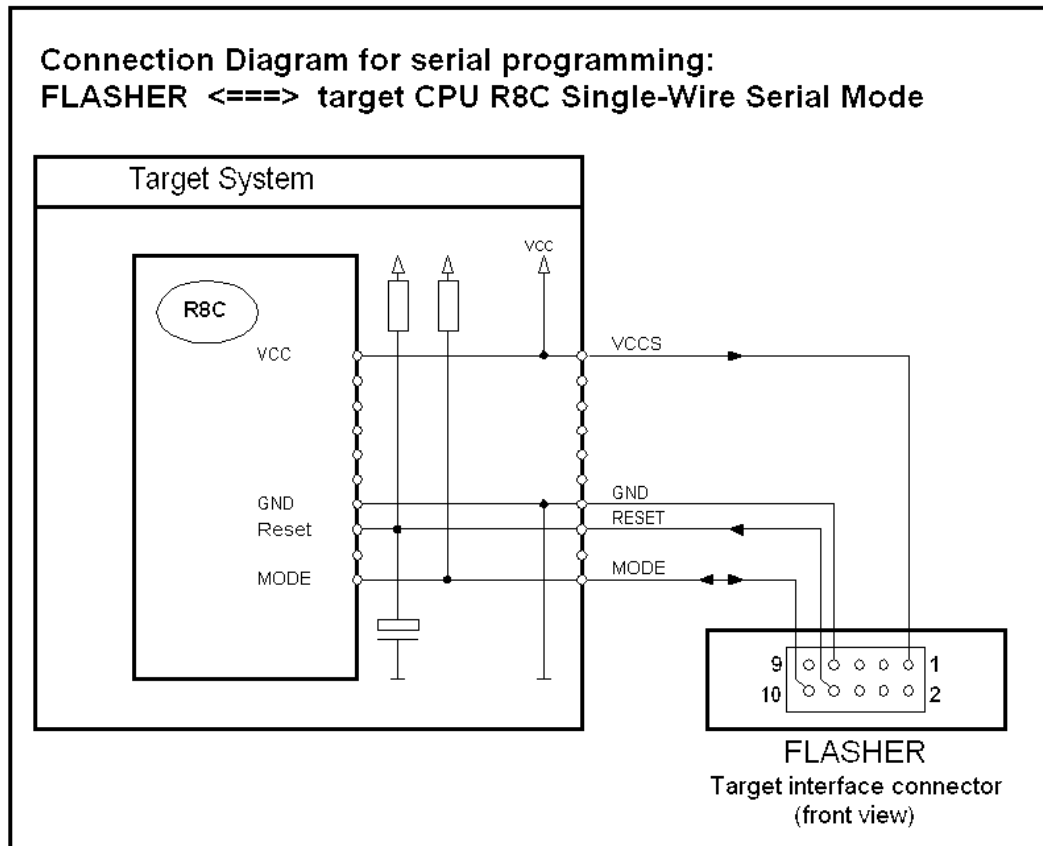 Connection Diagram for serial programming:
FLASHER <===> target CPU R8C Single-Wire Serial Mode
Target System
VCC
R8C
VCC
VCCS
GND
GND
Reset
RESET
MODE
MODE
9
1
10
2
FLASHER
Target interface connector
(front view)